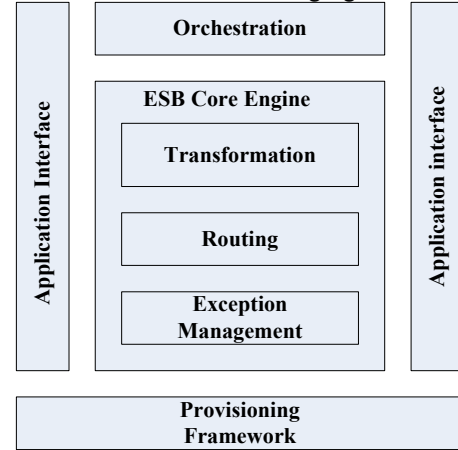 Orchestration
Application Interface
ESB Core Engine
Transformation
Routing
Exception
Management
Application interface
Provisioning
Framework